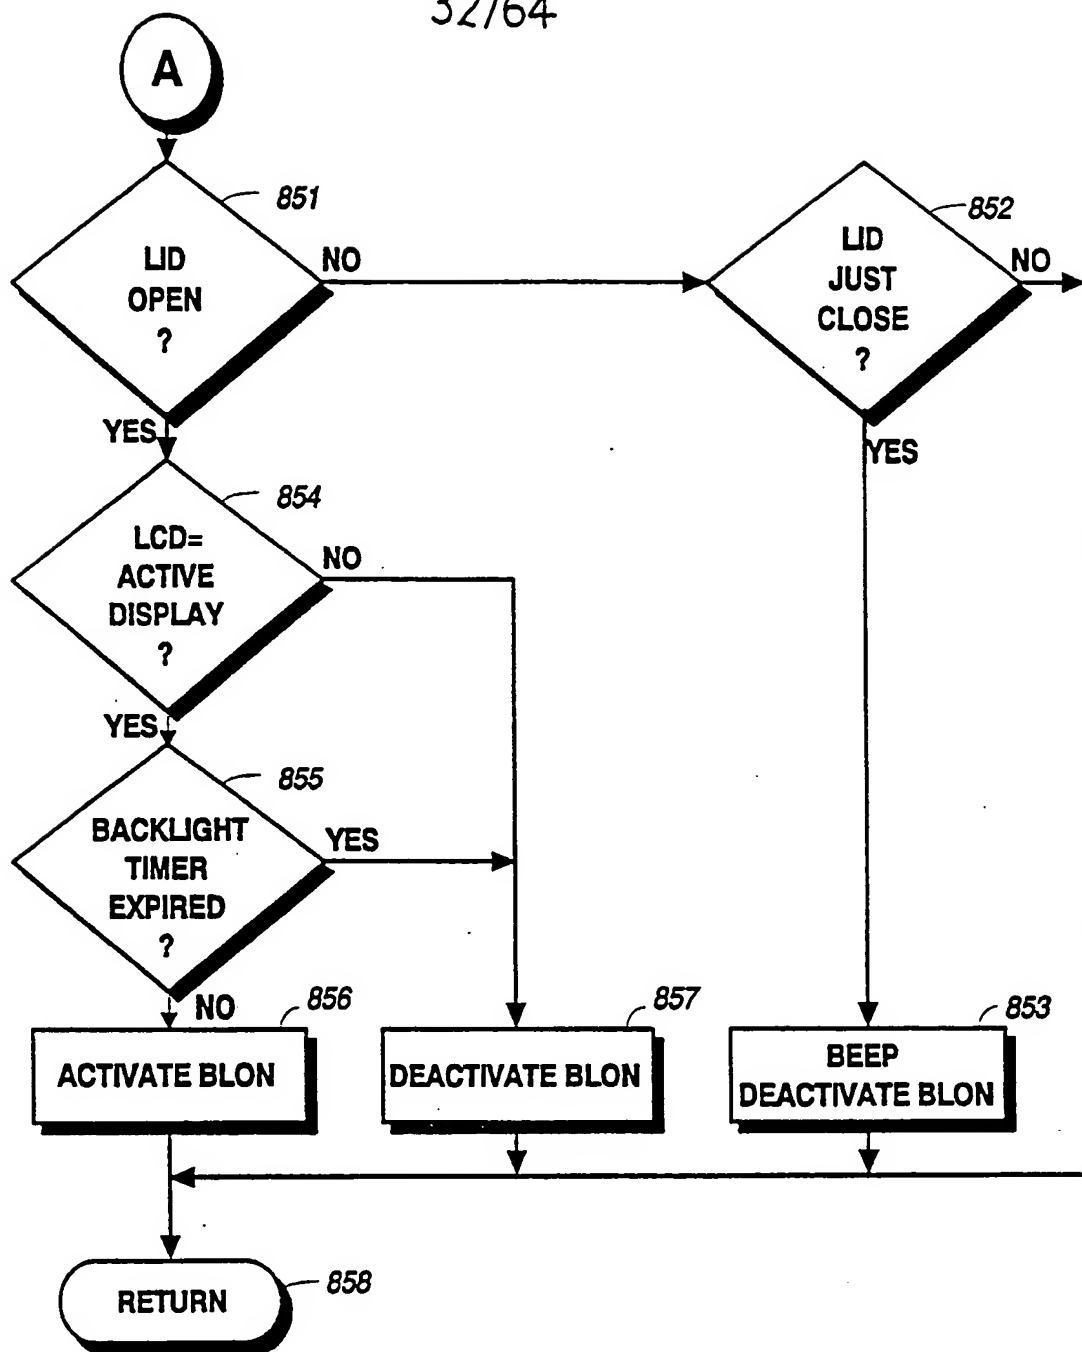 32/64
A
851
LID
OPEN
?
NO
YES
852
LID
JUST
CLOSE
?
NO
YES
854
LCD=
ACTIVE
DISPLAY
?
NO
YES
855
BACKLIGHT
TIMER
EXPIRED
?
YES
NO
856
ACTIVATE BLON
857
DEACTIVATE BLON
853
BEEP
DEACTIVATE BLON
RETURN
858